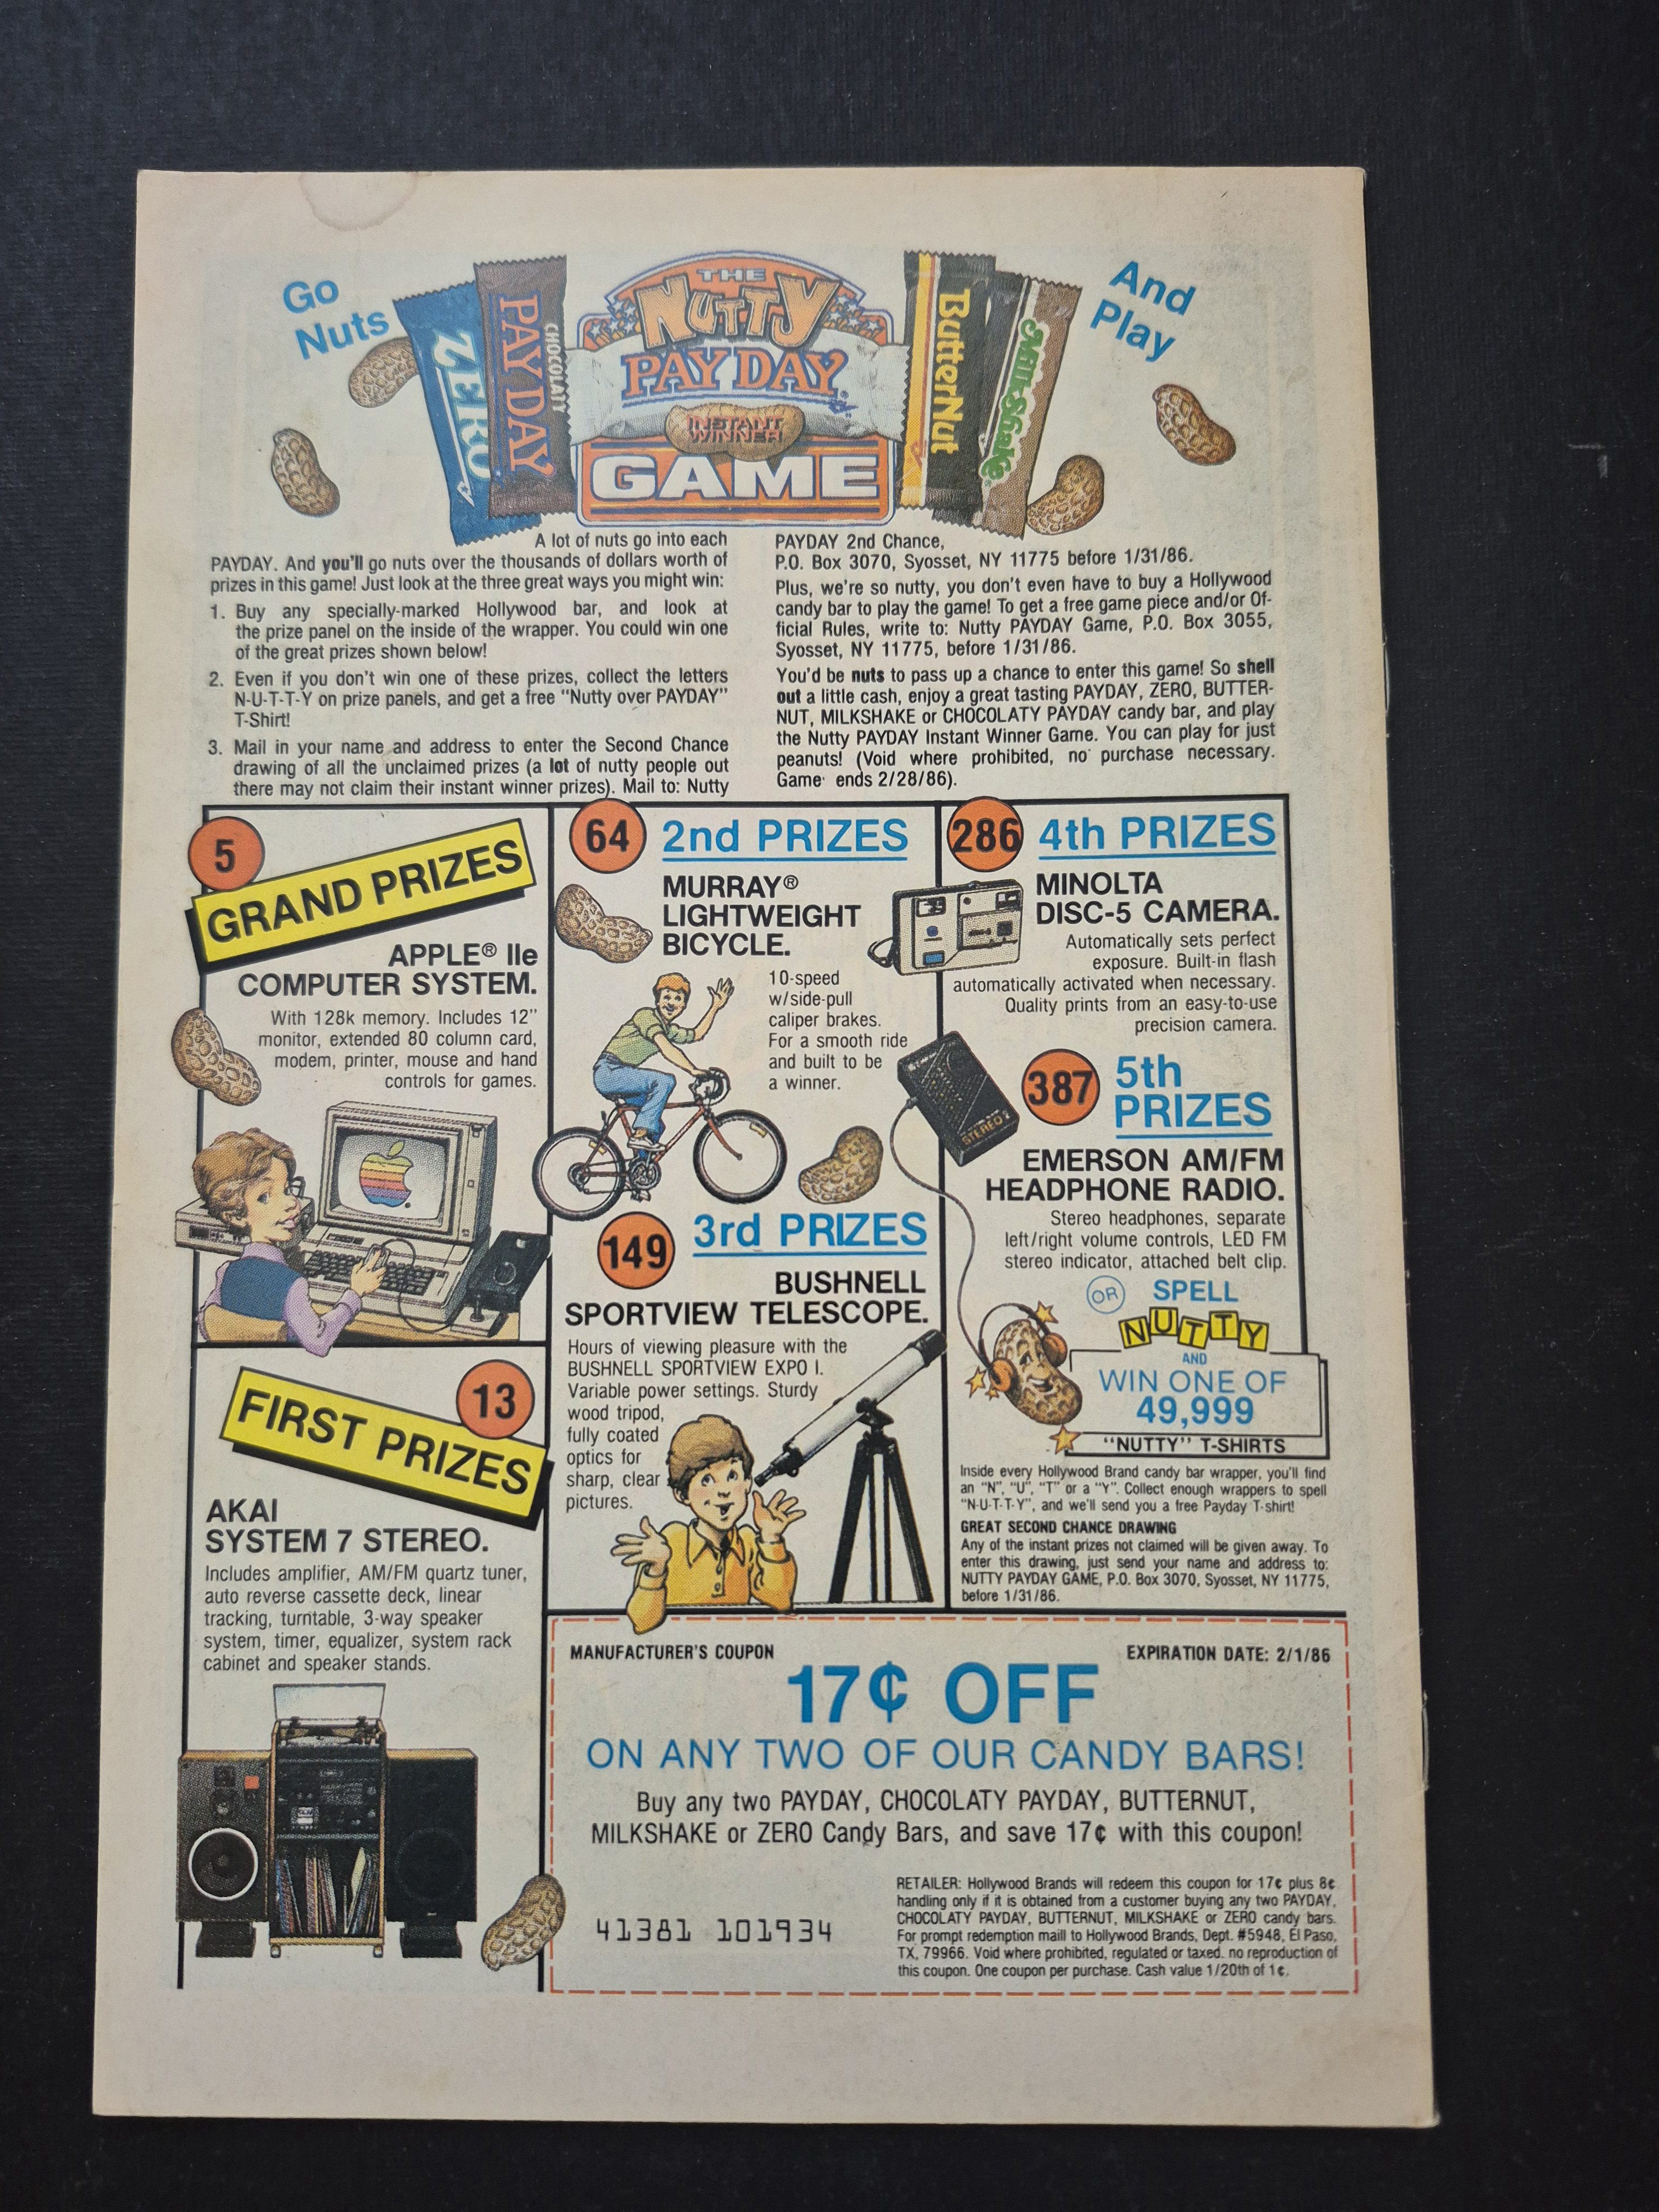 Go
Nuts
ZERO
CHOCOLATY
PAYDAY
THE
NUTTY
PAY DAY
INSTANT
WINNER
GAME
ButterNut
Milk Shake
And
Play
A lot of nuts go into each
PAYDAY. And you'll go nuts over the thousands of dollars worth of
prizes in this game! Just look at the three great ways you might win:
1. Buy any specially-marked Hollywood bar, and look at
the prize panel on the inside of the wrapper. You could win one
of the great prizes shown below!
2. Even if you don't win one of these prizes, collect the letters
N-U-T-T-Y on prize panels, and get a free "Nutty over PAYDAY"
T-Shirt!
3. Mail in your name and address to enter the Second Chance
drawing of all the unclaimed prizes (a lot of nutty people out
there may not claim their instant winner prizes). Mail to: Nutty
PAYDAY 2nd Chance,
P.O. Box 3070, Syosset, NY 11775 before 1/31/86.
Plus, we're so nutty, you don't even have to buy a Hollywood
candy bar to play the game! To get a free game piece and/or Of-
ficial Rules, write to: Nutty PAYDAY Game, P.O. Box 3055,
Syosset, NY 11775, before 1/31/86.
You'd be nuts to pass up a chance to enter this game! So shell
out a little cash, enjoy a great tasting PAYDAY, ZERO, BUTTER-
NUT, MILKSHAKE or CHOCOLATY PAYDAY candy bar, and play
the Nutty PAYDAY Instant Winner Game. You can play for just
peanuts! (Void where prohibited, no purchase necessary.
Game ends 2/28/86).
5
GRAND PRIZES
APPLE® IIe
COMPUTER SYSTEM.
With 128k memory. Includes 12"
monitor, extended 80 column card,
modem, printer, mouse and hand
controls for games.
13
FIRST PRIZES
AKAI
SYSTEM 7 STEREO.
Includes amplifier, AM/FM quartz tuner,
auto reverse cassette deck, linear
tracking, turntable, 3-way speaker
system, timer, equalizer, system rack
cabinet and speaker stands.
64
2nd PRIZES
MURRAY®
LIGHTWEIGHT
BICYCLE.
10-speed
w/side-pull
caliper brakes.
For a smooth ride
and built to be
a winner.
149
3rd PRIZES
BUSHNELL
SPORTVIEW TELESCOPE.
Hours of viewing pleasure with the
BUSHNELL SPORTVIEW EXPO I.
Variable power settings. Sturdy
wood tripod,
fully coated
optics for
sharp, clear
pictures.
286
4th PRIZES
MINOLTA
DISC-5 CAMERA.
Automatically sets perfect
exposure. Built-in flash
automatically activated when necessary.
Quality prints from an easy-to-use
precision camera.
387
5th
PRIZES
STEREO
EMERSON AM/FM
HEADPHONE RADIO.
Stereo headphones, separate
left/right volume controls, LED FM
stereo indicator, attached belt clip.
OR
SPELL
NUTTY
AND
WIN ONE OF
49,999
"NUTTY" T-SHIRTS
Inside every Hollywood Brand candy bar wrapper, you'll find
an "N", "U", "T" or a "Y". Collect enough wrappers to spell
"N-U-T-T-Y", and we'll send you a free Payday T-shirt!
GREAT SECOND CHANCE DRAWING
Any of the instant prizes not claimed will be given away. To
enter this drawing, just send your name and address to:
NUTTY PAYDAY GAME, P.O. Box 3070, Syosset, NY 11775,
before 1/31/86.
MANUFACTURER'S COUPON
EXPIRATION DATE: 2/1/86
17¢ OFF
ON ANY TWO OF OUR CANDY BARS!
Buy any two PAYDAY, CHOCOLATY PAYDAY, BUTTERNUT,
MILKSHAKE or ZERO Candy Bars, and save 17¢ with this coupon!
41381 101934
RETAILER: Hollywood Brands will redeem this coupon for 17¢ plus 8¢
handling only if it is obtained from a customer buying any two PAYDAY,
CHOCOLATY PAYDAY, BUTTERNUT, MILKSHAKE or ZERO candy bars.
For prompt redemption maill to Hollywood Brands, Dept. #5948, El Paso,
TX, 79966. Void where prohibited, regulated or taxed. no reproduction of
this coupon. One coupon per purchase. Cash value 1/20th of 1¢.